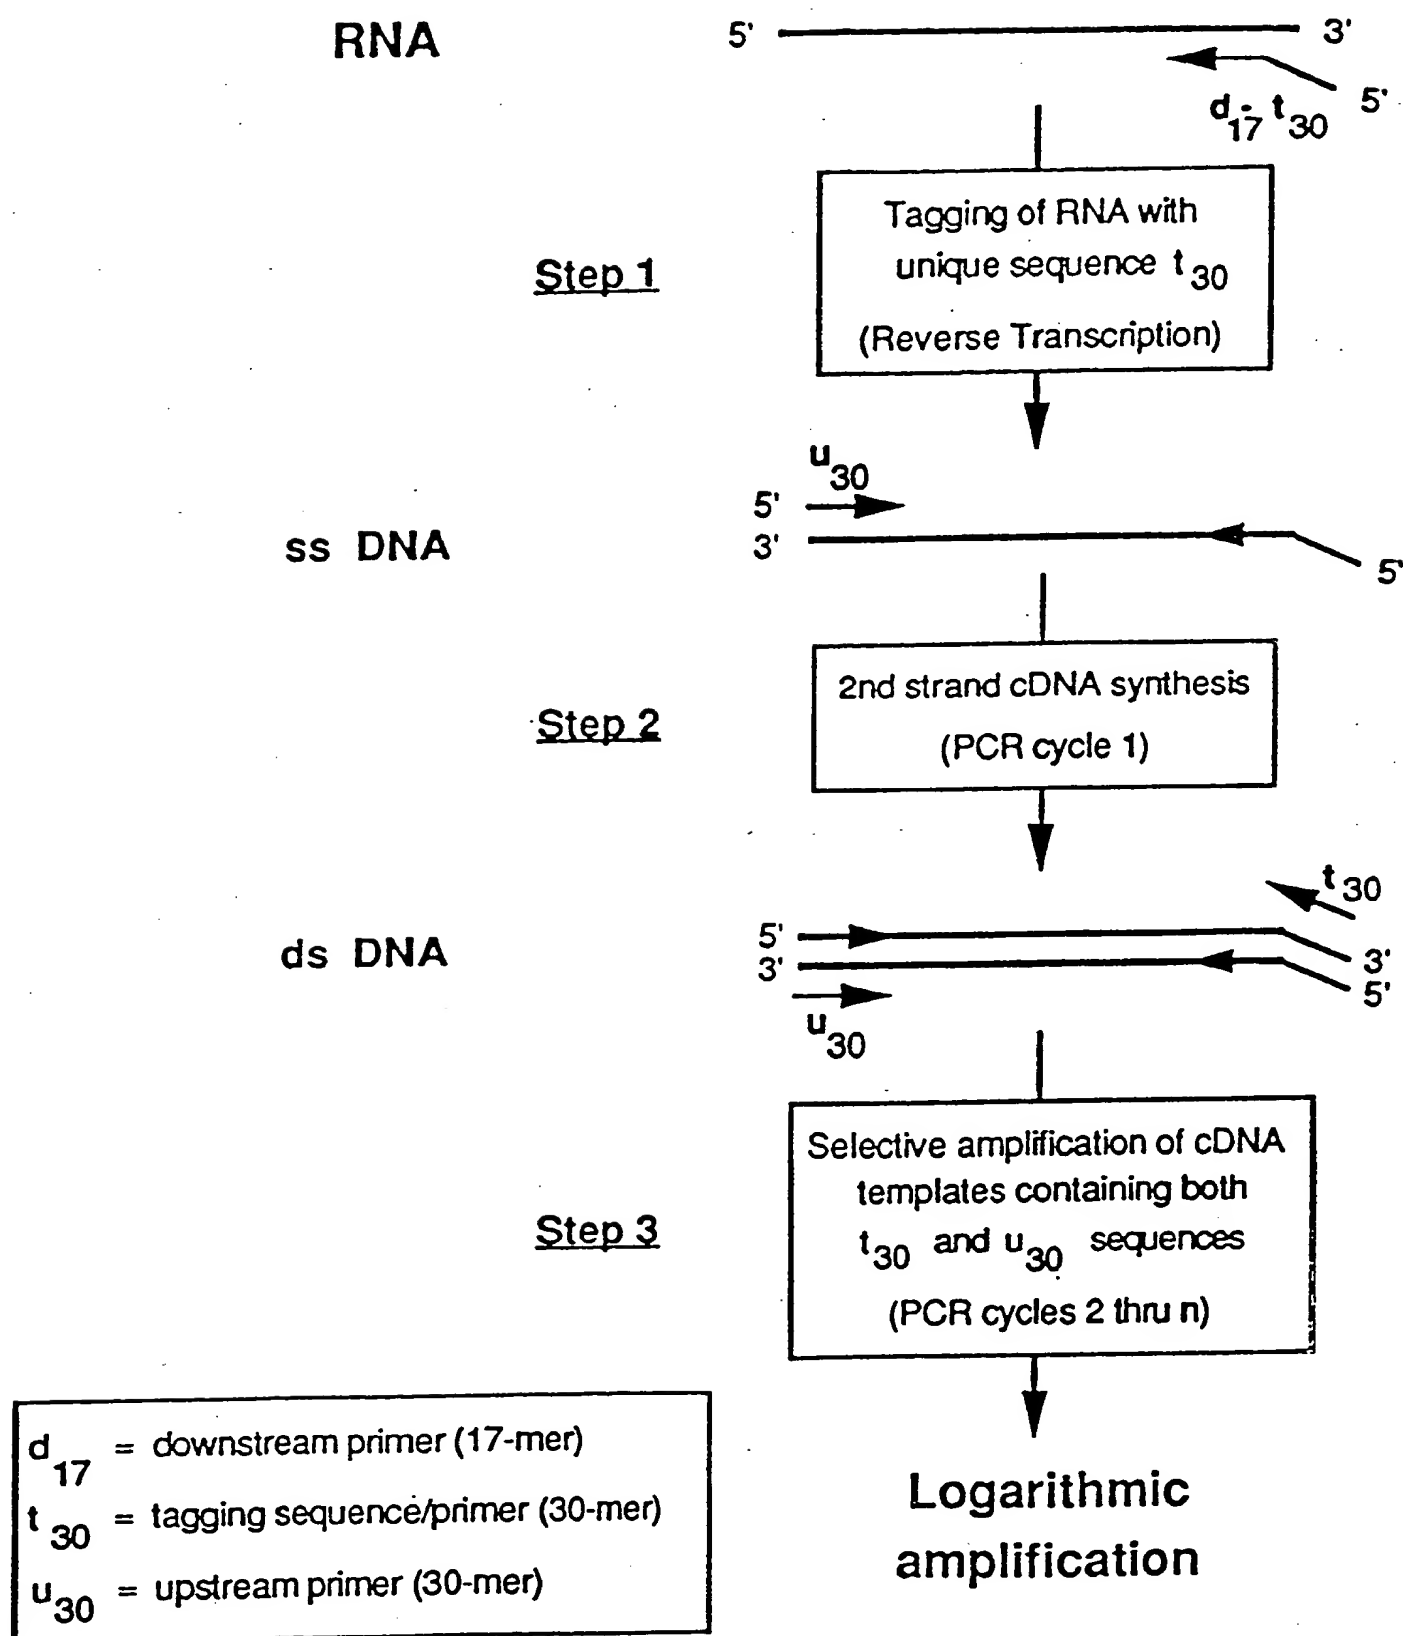 RNA
5' 3'
5'
d17- t30
Tagging of RNA with
unique sequence t30
(Reverse Transcription)
Step 1
u30
5'
3'
ss DNA
5'
2nd strand cDNA synthesis
(PCR cycle 1)
Step 2
t30
5'
3'
ds DNA
3'
5'
u30
Selective amplification of cDNA
templates containing both
t30 and u30 sequences
(PCR cycles 2 thru n)
Step 3
d17 = downstream primer (17-mer)
t30 = tagging sequence/primer (30-mer)
u30 = upstream primer (30-mer)
Logarithmic
amplification